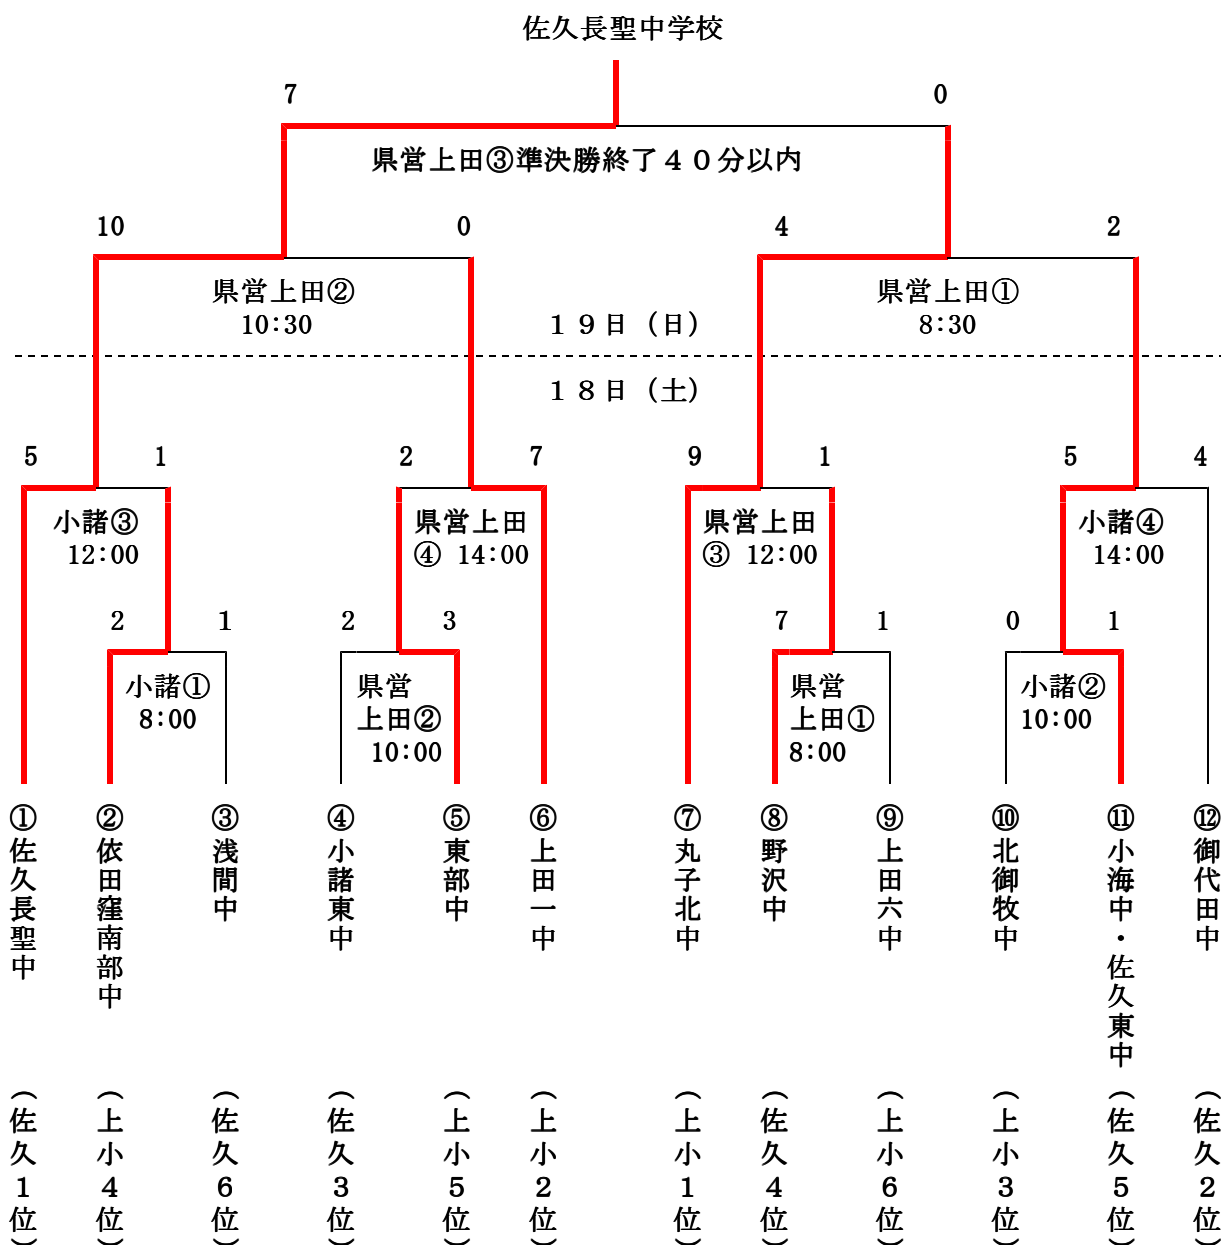 佐久長聖中学校
7 0
県営上田③準決勝終了４０分以内
10 0 4 2
県営上田② 県営上田①
10:30 １９日（日） 8:30
１８日（土）
5 1 2 7 9 1 5 4
小諸③ 県営上田 県営上田 小諸④
12:00 ④ 14:00 ③ 12:00 14:00
2 1 2 3 7 1 0 1
小諸① 県営 県営 小諸②
8:00 上田② 上田① 10:00
10:00 8:00
①佐久長聖中（佐久１位）
②依田窪南部中（上小４位）
③浅間中（佐久６位）
④小諸東中（佐久３位）
⑤東部中（上小５位）
⑥上田一中（上小２位）
⑦丸子北中（上小１位）
⑧野沢中（佐久４位）
⑨上田六中（上小６位）
⑩北御牧中（上小３位）
⑪小海中・佐久東中（佐久５位）
⑫御代田中（佐久２位）